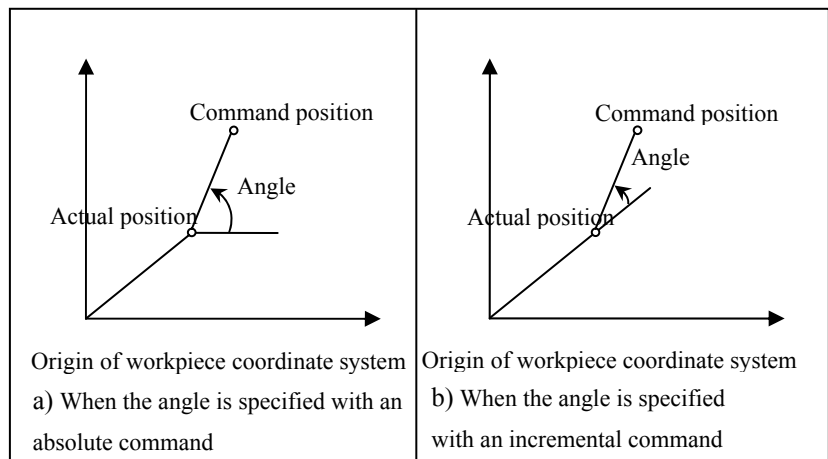 Command position
Angle
Actual position
Origin of workpiece coordinate system
a) When the angle is specified with an
absolute command
Command position
Angle
Actual position
Origin of workpiece coordinate system
b) When the angle is specified
with an incremental command